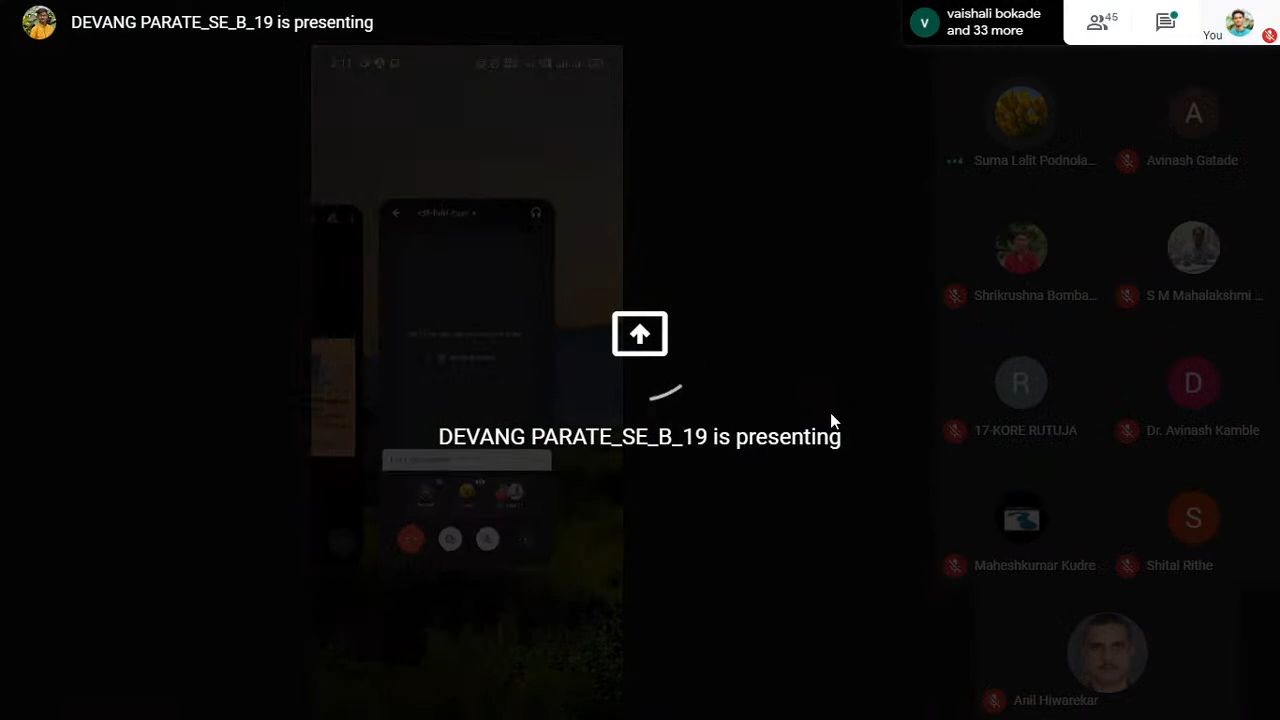 DEVANG PARATE_SE_B_19 is presenting
V
vaishali bokade
and 33 more
45
You
Suma Lalit Podnola...
A
Avinash Gatade
Shrikrushna Bomba...
S M Mahalakshmi ...
R
17-KORE RUTUJA
D
Dr. Avinash Kamble
DEVANG PARATE_SE_B_19 is presenting
Maheshkumar Kudre
S
Shital Rithe
Anil Hiwarekar